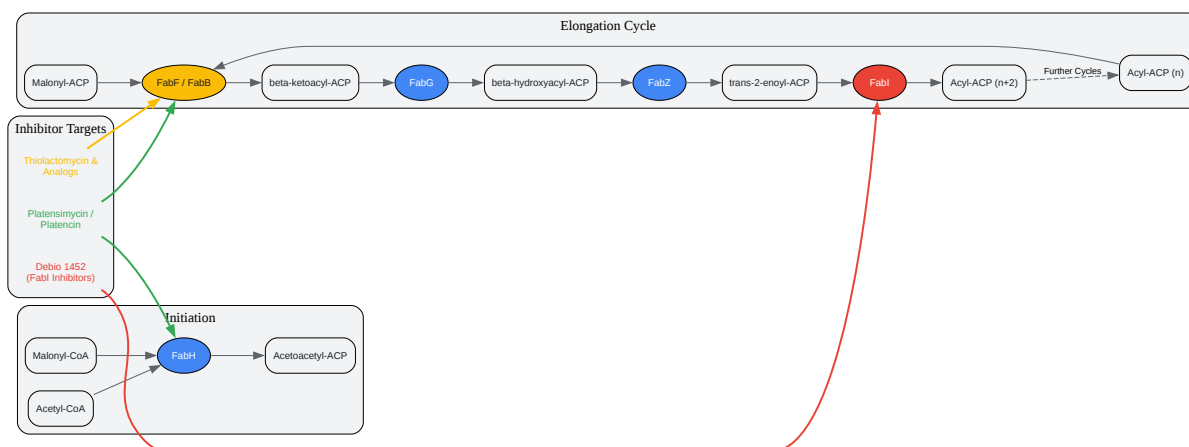 Elongation Cycle
Malonyl-ACP
FabF / FabB
beta-ketoacyl-ACP
FabG
beta-hydroxyacyl-ACP
FabZ
trans-2-enoyl-ACP
FabI
Acyl-ACP (n+2)
Further Cycles
Acyl-ACP (n)
Inhibitor Targets
Thiolactomycin &
Analogs
Platensimycin /
Platencin
Debio 1452
(FabI Inhibitors)
Initiation
Malonyl-CoA
FabH
Acetoacetyl-ACP
Acetyl-CoA